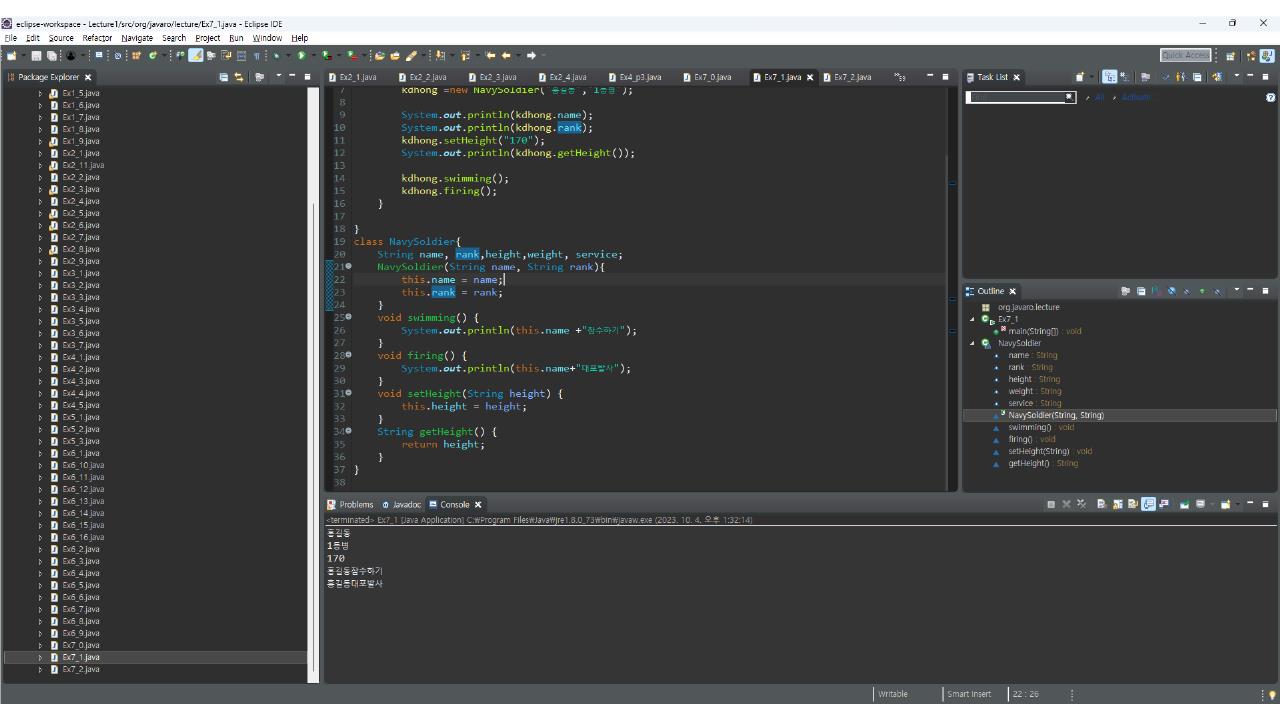 eclipse-workspace - Lecture1/src/org/javaro/lecture/Ex7_1.java - Eclipse IDE
File Edit Source Refactor Navigate Search Project Run Window Help
Quick Access
Package Explorer
Ex1_5.java
Ex1_6.java
Ex1_7.java
Ex1_8.java
Ex1_9.java
Ex2_1.java
Ex2_11.java
Ex2_2.java
Ex2_3.java
Ex2_4.java
Ex2_5.java
Ex2_6.java
Ex2_7.java
Ex2_8.java
Ex2_9.java
Ex3_1.java
Ex3_2.java
Ex3_3.java
Ex3_4.java
Ex3_5.java
Ex3_6.java
Ex3_7.java
Ex4_1.java
Ex4_2.java
Ex4_3.java
Ex4_4.java
Ex4_5.java
Ex5_1.java
Ex5_2.java
Ex5_3.java
Ex6_1.java
Ex6_10.java
Ex6_11.java
Ex6_12.java
Ex6_13.java
Ex6_14.java
Ex6_15.java
Ex6_16.java
Ex6_2.java
Ex6_3.java
Ex6_4.java
Ex6_5.java
Ex6_6.java
Ex6_7.java
Ex6_8.java
Ex6_9.java
Ex7_0.java
Ex7_1.java
Ex7_2.java
Ex2_1.java Ex2_2.java Ex2_3.java Ex2_4.java Ex4_p3.java Ex7_0.java Ex7_1.java Ex7_2.java
7 kdhong =new NavySoldier("홍길동","1등병");
8
9 System.out.println(kdhong.name);
10 System.out.println(kdhong.rank);
11 kdhong.setHeight("170");
12 System.out.println(kdhong.getHeight());
13
14 kdhong.swimming();
15 kdhong.firing();
16 }
17
18 }
19 class NavySoldier{
20 String name, rank,height,weight, service;
21 NavySoldier(String name, String rank){
22 this.name = name;
23 this.rank = rank;
24 }
25 void swimming() {
26 System.out.println(this.name +"잠수하기");
27 }
28 void firing() {
29 System.out.println(this.name+"대포발사");
30 }
31 void setHeight(String height) {
32 this.height = height;
33 }
34 String getHeight() {
35 return height;
36 }
37 }
38
Task List
Find All Activate
Outline
org.javaro.lecture
Ex7_1
main(String[]) : void
NavySoldier
name : String
rank : String
height : String
weight : String
service : String
NavySoldier(String, String)
swimming() : void
firing() : void
setHeight(String) : void
getHeight() : String
Problems Javadoc Console
<terminated> Ex7_1 [Java Application] C:₩Program Files₩Java₩jre1.8.0_73₩bin₩javaw.exe (2023. 10. 4. 오후 1:32:14)
홍길동
1등병
170
홍길동잠수하기
홍길동대포발사
Writable Smart Insert 22 : 26